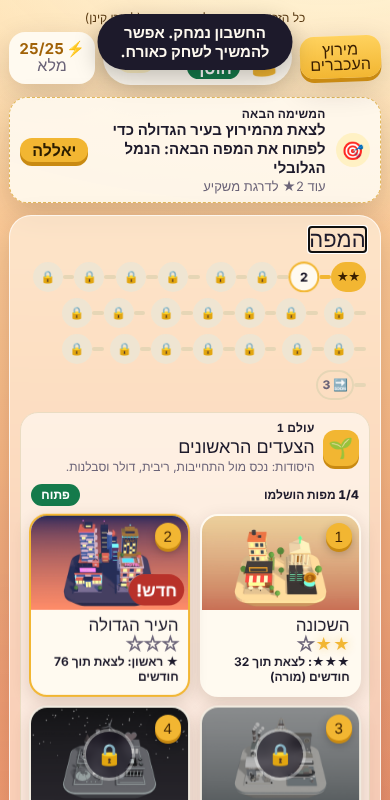 מירוץ
העכברים
החשבון נמחק. אפשר
להמשיך לשחק כאורח.
25/25 ⚡
מלא
המשימה הבאה
לצאת מהמירוץ בעיר הגדולה כדי
לפתוח את המפה הבאה: הנמל
הגלובלי
עוד 2★ לדרגת משקיע
יאללה
המפה
★★
2
3
עולם 1
הצעדים הראשונים
היסודות: נכס מול התחייבות, ריבית, דולר וסבלנות.
1/4 מפות הושלמו
פתוח
1
השכונה
★★☆
★★★: לצאת תוך 32
חודשים (מורה)
2
חדש!
העיר הגדולה
☆☆☆
★ ראשון: לצאת תוך 76
חודשים
3
4